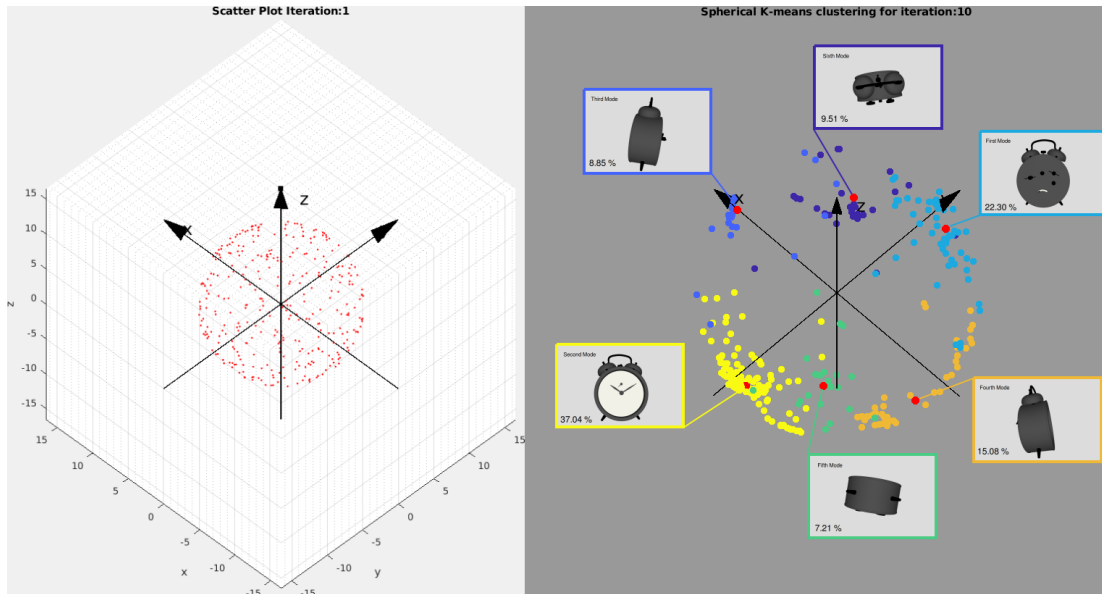 Scatter Plot Iteration:1
15
10
5
0
-5
-10
-15
z
15
10
5
0
-5
-10
-15
x
-15
-10
-5
0
5
10
15
y
z
x
Spherical K-means clustering for iteration:10
Sixth Mode
9.51 %
Third Mode
8.85 %
First Mode
22.30 %
x
z
Second Mode
37.04 %
Fourth Mode
15.08 %
Fifth Mode
7.21 %